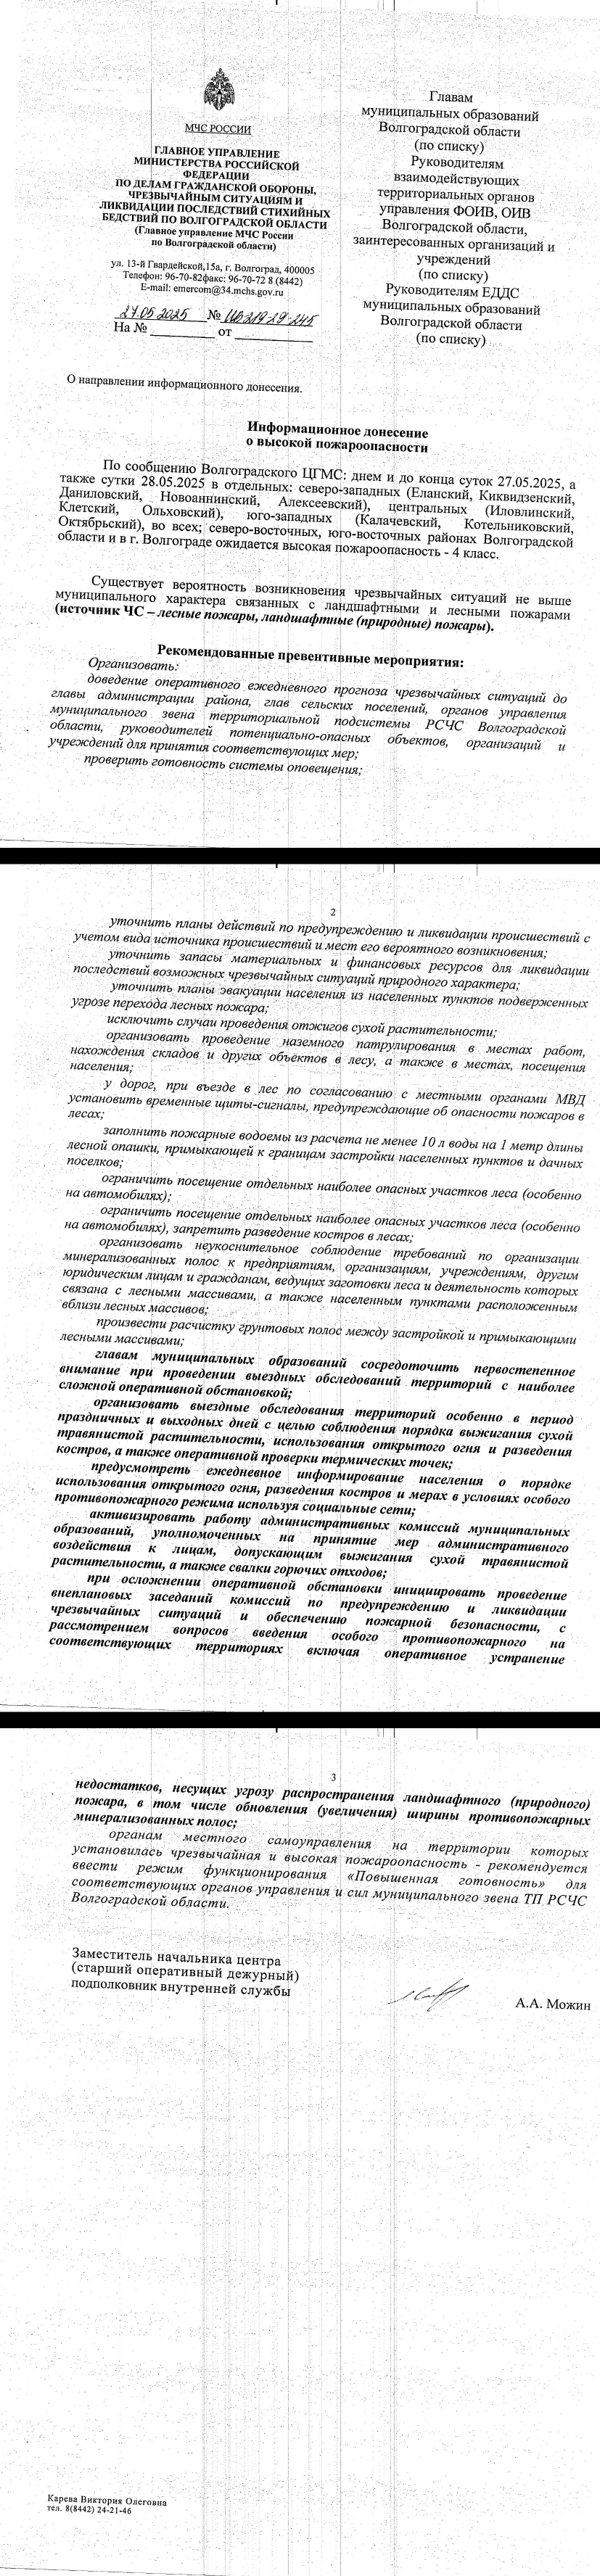 МЧС РОССИИ
ГЛАВНОЕ УПРАВЛЕНИЕ
МИНИСТЕРСТВА РОССИЙСКОЙ
ФЕДЕРАЦИИ
ПО ДЕЛАМ ГРАЖДАНСКОЙ ОБОРОНЫ,
ЧРЕЗВЫЧАЙНЫМ СИТУАЦИЯМ И
ЛИКВИДАЦИИ ПОСЛЕДСТВИЙ СТИХИЙНЫХ
БЕДСТВИЙ ПО ВОЛГОГРАДСКОЙ ОБЛАСТИ
(Главное управление МЧС России
по Волгоградской области)
ул. 13-й Гвардейской,15а, г. Волгоград, 400005
Телефон: 96-70-82факс: 96-70-72 8 (8442)
E-mail: emercom@34.mchs.gov.ru
27.05.2025 № ИВ-219-29-245
На № от
Главам
муниципальных образований
Волгоградской области
(по списку)
Руководителям
взаимодействующих
территориальных органов
управления ФОИВ, ОИВ
Волгоградской области,
заинтересованных организаций и
учреждений
(по списку)
Руководителям ЕДДС
муниципальных образований
Волгоградской области
(по списку)
О направлении информационного донесения.
Информационное донесение
о высокой пожароопасности
По сообщению Волгоградского ЦГМС: днем и до конца суток 27.05.2025, а
также сутки 28.05.2025 в отдельных: северо-западных (Еланский, Киквидзенский,
Даниловский, Новоаннинский, Алексеевский), центральных (Иловлинский,
Клетский, Ольховский), юго-западных (Калачевский, Котельниковский,
Октябрьский), во всех; северо-восточных, юго-восточных районах Волгоградской
области и в г. Волгограде ожидается высокая пожароопасность - 4 класс.
Существует вероятность возникновения чрезвычайных ситуаций не выше
муниципального характера связанных с ландшафтными и лесными пожарами
(источник ЧС – лесные пожары, ландшафтные (природные) пожары).
Рекомендованные превентивные мероприятия:
Организовать:
доведение оперативного ежедневного прогноза чрезвычайных ситуаций до
главы администрации района, глав сельских поселений, органов управления
муниципального звена территориальной подсистемы РСЧС Волгоградской
области, руководителей потенциально-опасных объектов, организаций и
учреждений для принятия соответствующих мер;
проверить готовность системы оповещения;
2
уточнить планы действий по предупреждению и ликвидации происшествий с
учетом вида источника происшествий и мест его вероятного возникновения;
уточнить запасы материальных и финансовых ресурсов для ликвидации
последствий возможных чрезвычайных ситуаций природного характера;
уточнить планы эвакуации населения из населенных пунктов подверженных
угрозе перехода лесных пожара;
исключить случаи проведения отжигов сухой растительности;
организовать проведение наземного патрулирования в местах работ,
нахождения складов и других объектов в лесу, а также в местах, посещения
населения;
у дорог, при въезде в лес по согласованию с местными органами МВД
установить временные щиты-сигналы, предупреждающие об опасности пожаров в
лесах;
заполнить пожарные водоемы из расчета не менее 10 л воды на 1 метр длины
лесной опашки, примыкающей к границам застройки населенных пунктов и дачных
поселков;
ограничить посещение отдельных наиболее опасных участков леса (особенно
на автомобилях);
ограничить посещение отдельных наиболее опасных участков леса (особенно
на автомобилях), запретить разведение костров в лесах;
организовать неукоснительное соблюдение требований по организации
минерализованных полос к предприятиям, организациям, учреждениям, другим
юридическим лицам и гражданам, ведущих заготовки леса и деятельность которых
связана с лесными массивами, а также населенным пунктами расположенным
вблизи лесных массивов;
произвести расчистку грунтовых полос между застройкой и примыкающими
лесными массивами;
главам муниципальных образований сосредоточить первостепенное
внимание при проведении выездных обследований территорий с наиболее
сложной оперативной обстановкой;
организовать выездные обследования территорий особенно в период
праздничных и выходных дней с целью соблюдения порядка выжигания сухой
травянистой растительности, использования открытого огня и разведения
костров, а также оперативной проверки термических точек;
предусмотреть ежедневное информирование населения о порядке
использования открытого огня, разведения костров и мерах в условиях особого
противопожарного режима используя социальные сети;
активизировать работу административных комиссий муниципальных
образований, уполномоченных на принятие мер административного
воздействия к лицам, допускающим выжигания сухой травянистой
растительности, а также свалки горючих отходов;
при осложнении оперативной обстановки инициировать проведение
внеплановых заседаний комиссий по предупреждению и ликвидации
чрезвычайных ситуаций и обеспечению пожарной безопасности, с
рассмотрением вопросов введения особого противопожарного на
соответствующих территориях включая оперативное устранение
3
недостатков, несущих угрозу распространения ландшафтного (природного)
пожара, в том числе обновления (увеличения) ширины противопожарных
минерализованных полос;
органам местного самоуправления на территории которых
установилась чрезвычайная и высокая пожароопасность - рекомендуется
ввести режим функционирования «Повышенная готовность» для
соответствующих органов управления и сил муниципального звена ТП РСЧС
Волгоградской области.
Заместитель начальника центра
(старший оперативный дежурный)
подполковник внутренней службы
А.А. Можин
Карева Виктория Олеговна
тел. 8(8442) 24-21-46